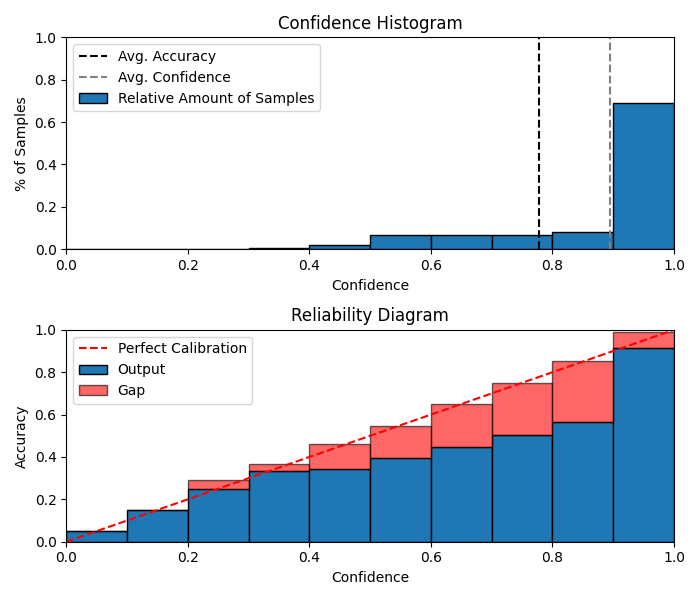 Confidence Histogram
1.0
0.8
0.6
0.4
0.2
0.0
% of Samples
Avg. Accuracy
Avg. Confidence
Relative Amount of Samples
0.0 0.2 0.4 0.6 0.8 1.0
Confidence
Reliability Diagram
1.0
0.8
0.6
0.4
0.2
0.0
Accuracy
Perfect Calibration
Output
Gap
0.0 0.2 0.4 0.6 0.8 1.0
Confidence